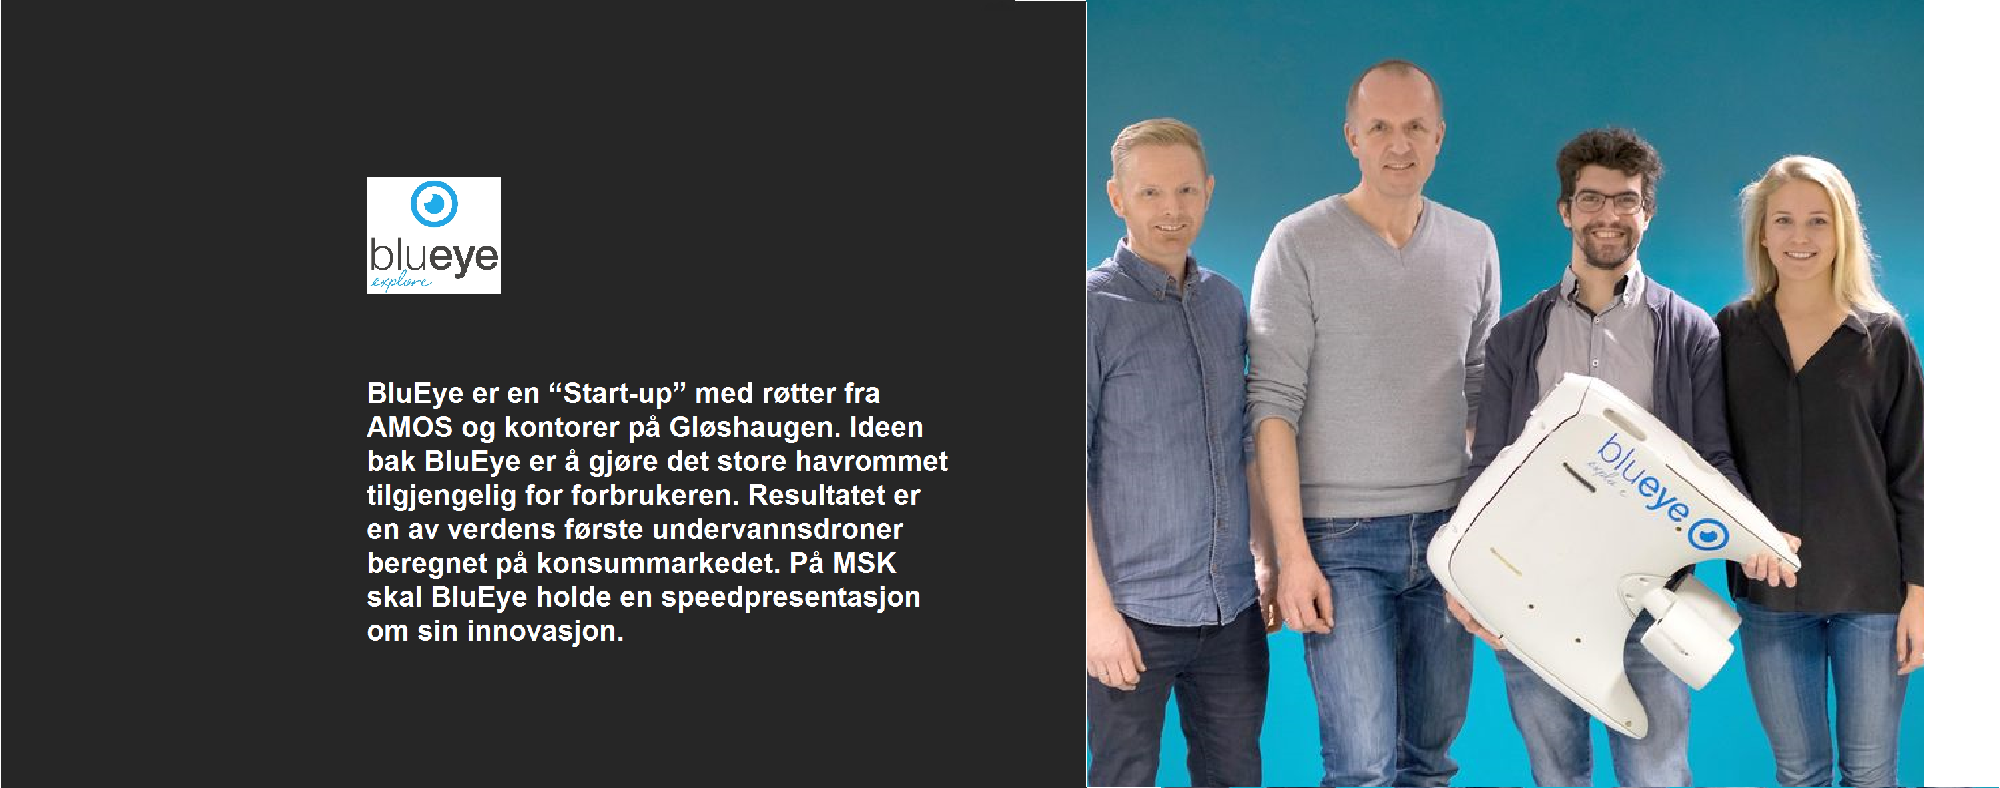 blueye
explore
BluEye er en “Start-up” med røtter fra
AMOS og kontorer på Gløshaugen. Ideen
bak BluEye er å gjøre det store havrommet
tilgjengelig for forbrukeren. Resultatet er
en av verdens første undervannsdroner
beregnet på konsummarkedet. På MSK
skal BluEye holde en speedpresentasjon
om sin innovasjon.
blueye